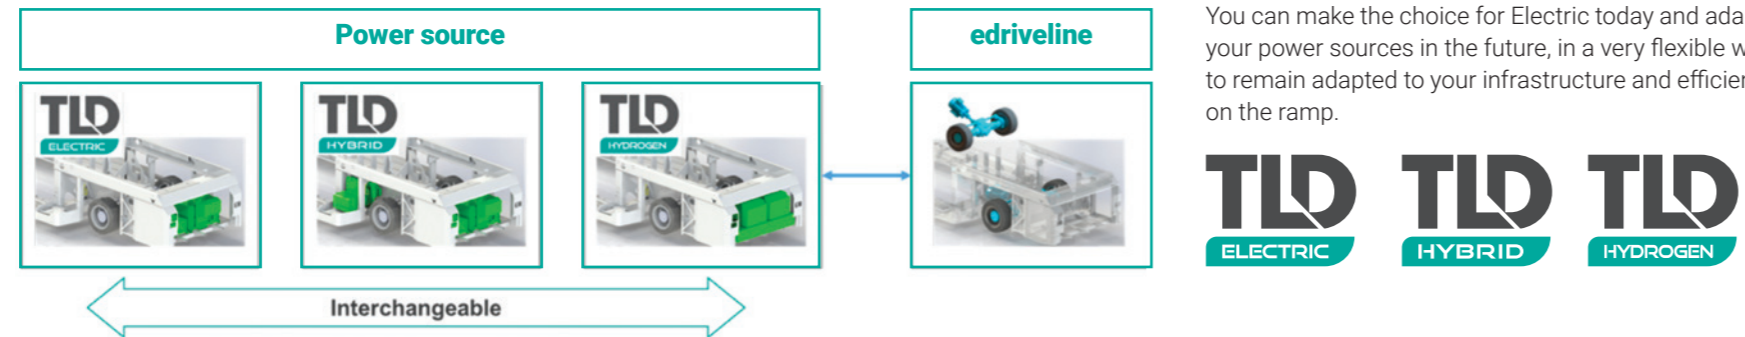 Power source
edriveline
TLD
ELECTRIC
TLD
HYBRID
TLD
HYDROGEN
Interchangeable
You can make the choice for Electric today and ada
your power sources in the future, in a very flexible w
to remain adapted to your infrastructure and efficie
on the ramp.
TLD
ELECTRIC
TLD
HYBRID
TLD
HYDROGEN